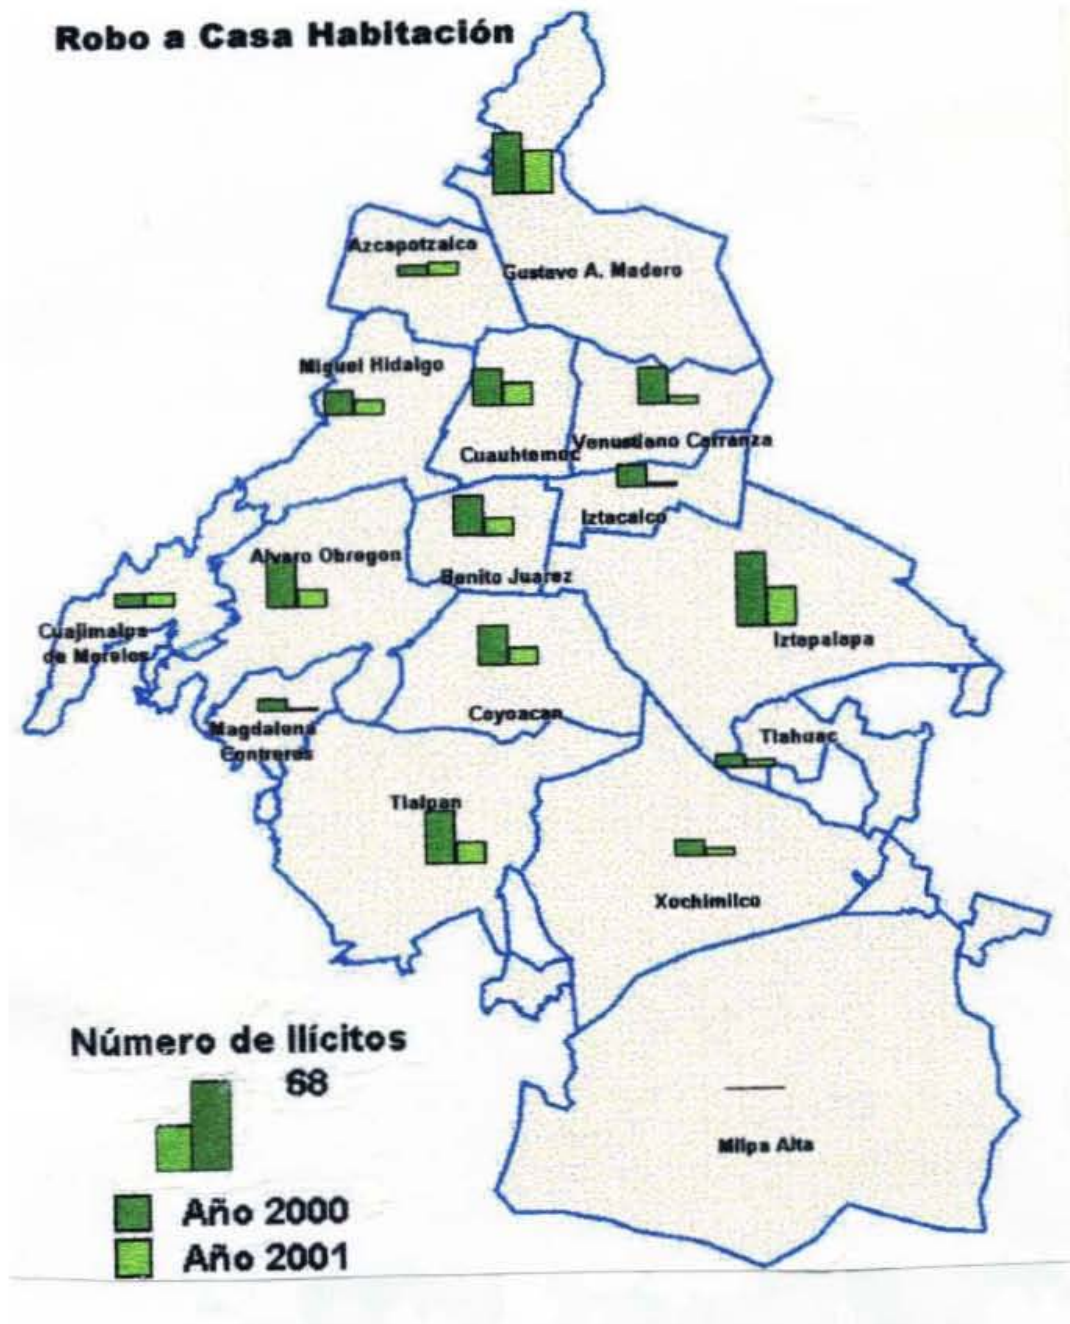 Robo a Casa Habitación
Azcapotzalco
Gustavo A. Madero
Miguel Hidalgo
Cuauhtemoc
Venustiano Carranza
Iztacalco
Alvaro Obregon
Benito Juarez
Cuajimalpa
de Morelos
Iztapalapa
Coyoacan
Magdalena
Contreras
Tlahuac
Tlalpan
Xochimilco
Número de Ilícitos
68
Milpa Alta
Año 2000
Año 2001